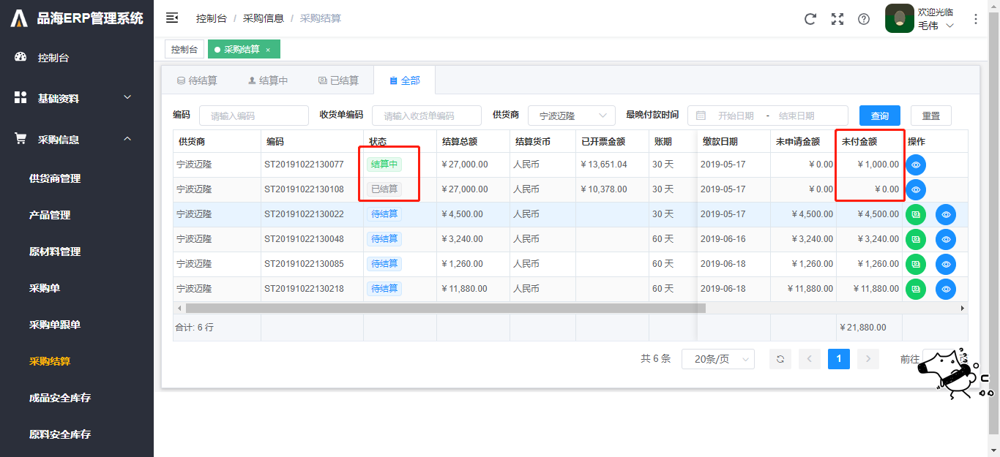 品海ERP管理系统
控制台 / 采购信息 / 采购结算
欢迎光临
毛伟
控制台
采购结算 ×
控制台
基础资料
采购信息
供货商管理
产品管理
原材料管理
采购单
采购单跟单
采购结算
成品安全库存
原料安全库存
待结算 结算中 已结算 全部
编码 请输入编码 收货单编码 请输入收货单编码 供货商 宁波迈隆 最晚付款时间 开始日期 - 结束日期 查询 重置
供货商 编码 状态 结算总额 结算货币 已开票金额 账期 缴款日期 未申请金额 未付金额 操作
宁波迈隆 ST20191022130077 结算中 ¥27,000.00 人民币 ¥13,651.04 30 天 2019-05-17 ¥0.00 ¥1,000.00
宁波迈隆 ST20191022130108 已结算 ¥27,000.00 人民币 ¥10,378.00 30 天 2019-05-17 ¥0.00 ¥0.00
宁波迈隆 ST20191022130022 待结算 ¥4,500.00 人民币 30 天 2019-05-17 ¥4,500.00 ¥4,500.00
宁波迈隆 ST20191022130048 待结算 ¥3,240.00 人民币 60 天 2019-06-16 ¥3,240.00 ¥3,240.00
宁波迈隆 ST20191022130085 待结算 ¥1,260.00 人民币 60 天 2019-06-18 ¥1,260.00 ¥1,260.00
宁波迈隆 ST20191022130218 待结算 ¥11,880.00 人民币 60 天 2019-06-18 ¥11,880.00 ¥11,880.00
合计: 6 行 ¥21,880.00
共 6 条 20条/页 1 前往